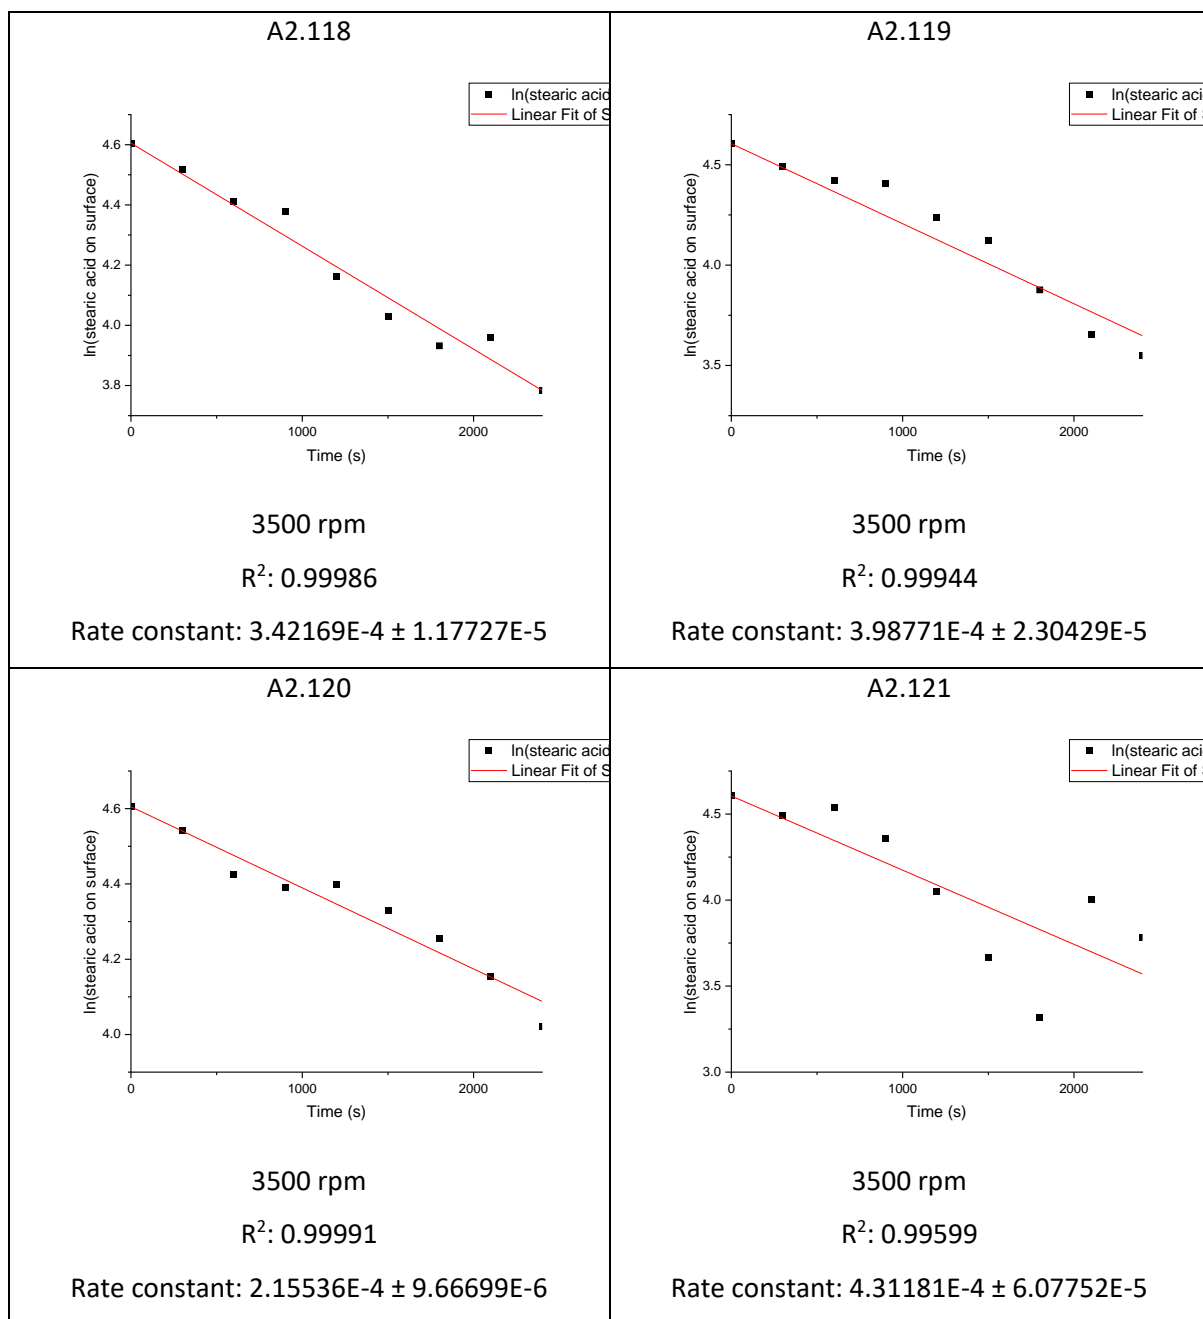 A2.118
ln(stearic acid
Linear Fit of S
4.6
4.4
4.2
4.0
3.8
ln(stearic acid on surface)
0
1000
2000
Time (s)
3500 rpm
R²: 0.99986
Rate constant: 3.42169E-4 ± 1.17727E-5
A2.119
ln(stearic aci
Linear Fit of
4.5
4.0
3.5
ln(stearic acid on surface)
0
1000
2000
Time (s)
3500 rpm
R²: 0.99944
Rate constant: 3.98771E-4 ± 2.30429E-5
A2.120
ln(stearic acid
Linear Fit of S
4.6
4.4
4.2
4.0
ln(stearic acid on surface)
0
1000
2000
Time (s)
3500 rpm
R²: 0.99991
Rate constant: 2.15536E-4 ± 9.66699E-6
A2.121
ln(stearic aci
Linear Fit of
4.5
4.0
3.5
3.0
ln(stearic acid on surface)
0
1000
2000
Time (s)
3500 rpm
R²: 0.99599
Rate constant: 4.31181E-4 ± 6.07752E-5